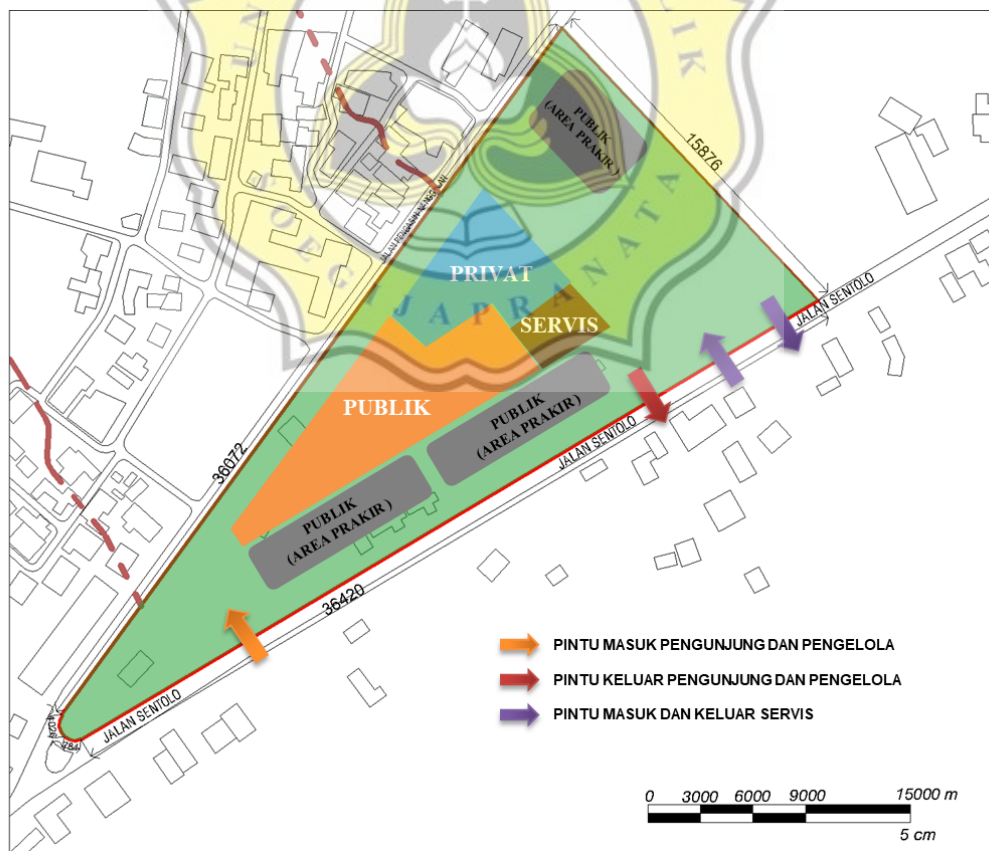 PUBLIK
(AREA PRAKIR)
15876
JALAN SENTOLO
PRIVAT
SERVIS
PUBLIK
PUBLIK
(AREA PRAKIR )
JALAN SENTOLO
36072
PUBLIK
(AREA PRAKIR )
36420
JALAN SENTOLO
SOEGIJAPRANATA
PINTU MASUK PENGUNJUNG DAN PENGELOLA
PINTU KELUAR PENGUNJUNG DAN PENGELOLA
PINTU MASUK DAN KELUAR SERVIS
0 3000 6000 9000 15000 m
5 cm